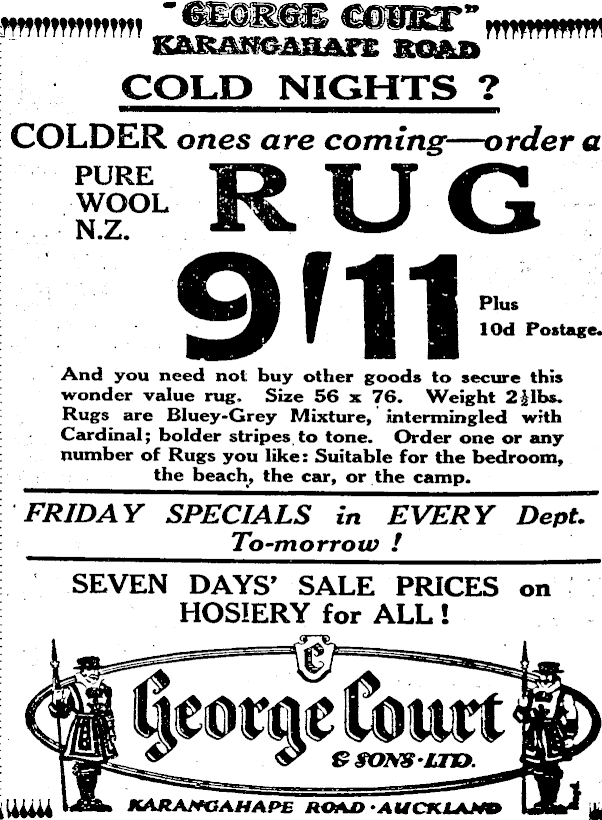 "GEORGE COURT"
KARANGAHAPE ROAD
COLD NIGHTS ?
COLDER ones are coming—order a
PURE
WOOL
N.Z.
RUG
9/11
Plus
10d Postage.
And you need not buy other goods to secure this
wonder value rug. Size 56 x 76. Weight 2½lbs.
Rugs are Bluey-Grey Mixture, intermingled with
Cardinal; bolder stripes to tone. Order one or any
number of Rugs you like: Suitable for the bedroom,
the beach, the car, or the camp.
FRIDAY SPECIALS in EVERY Dept.
To-morrow !
SEVEN DAYS' SALE PRICES on
HOSIERY for ALL !
C
George Court
& SONS · LTD.
KARANGAHAPE ROAD · AUCKLAND